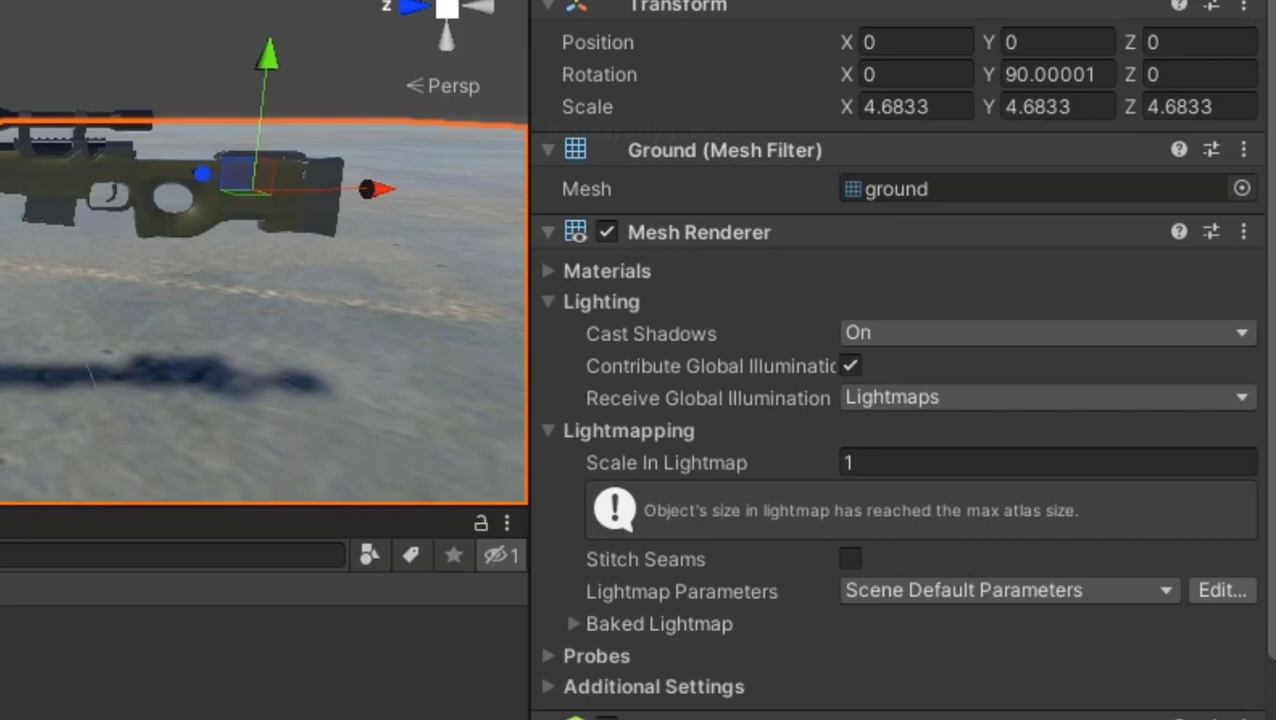 Transform
z
Persp
Position X 0 Y 0 Z 0
Rotation X 0 Y 90.00001 Z 0
Scale X 4.6833 Y 4.6833 Z 4.6833
Ground (Mesh Filter)
Mesh ground
Mesh Renderer
Materials
Lighting
Cast Shadows On
Contribute Global Illuminatic
Receive Global Illumination Lightmaps
Lightmapping
Scale In Lightmap 1
Object's size in lightmap has reached the max atlas size.
1
Stitch Seams
Lightmap Parameters Scene Default Parameters Edit...
Baked Lightmap
Probes
Additional Settings